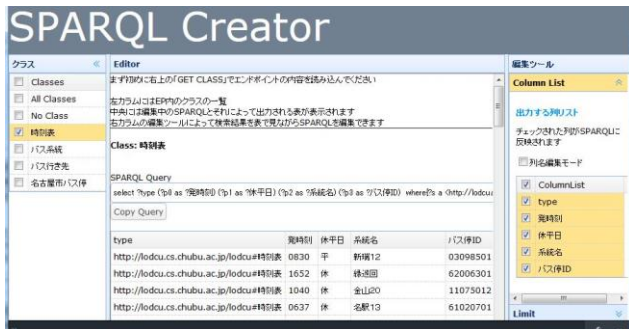 SPARQL Creator
クラス
Classes
All Classes
No Class
時刻表
バス系統
バス行き先
名古屋市バス停
Editor
まず初めに右上の「GET CLASS」でエンドポイントの内容を読み込んでください
左カラムにはEP内のクラスの一覧
中央には編集中のSPARQLとそれによって出力される表が表示されます
右カラムの編集ツールによって検索結果を表で見ながらSPARQLを編集できます
Class: 時刻表
SPARQL Query
select ?type (?p0 as ?発時刻) (?p1 as ?休平日) (?p2 as ?系統名) (?p3 as ?バス停ID) where{?s a <http://lodcu.
Copy Query
type 発時刻 休平日 系統名 バス停ID
http://lodcu.cs.chubu.ac.jp/lodcu#時刻表 0830 平 新瑞12 03098501
http://lodcu.cs.chubu.ac.jp/lodcu#時刻表 1652 休 緑巡回 62006301
http://lodcu.cs.chubu.ac.jp/lodcu#時刻表 1040 休 金山20 11075012
http://lodcu.cs.chubu.ac.jp/lodcu#時刻表 0637 休 名駅13 61020701
編集ツール
Column List
出力する列リスト
チェックされた列がSPARQLに
反映されます
列名編集モード
ColumnList
type
発時刻
休平日
系統名
バス停ID
Limit